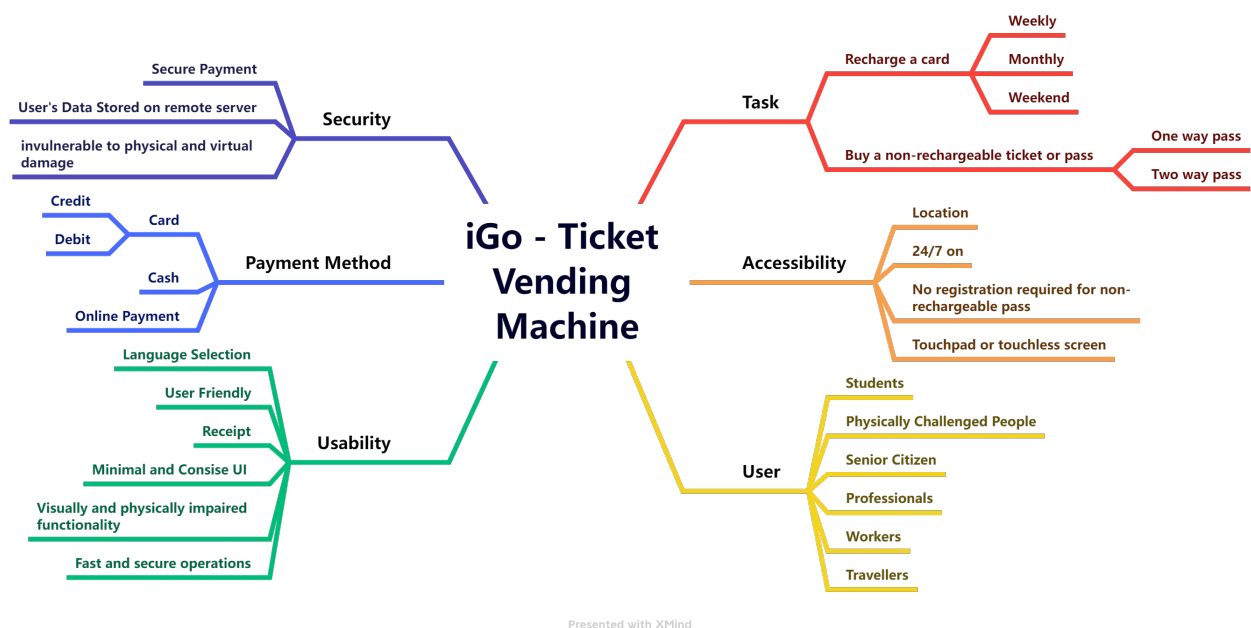 iGo - Ticket
Vending
Machine
Task
Recharge a card
Weekly
Monthly
Weekend
Buy a non-rechargeable ticket or pass
One way pass
Two way pass
Accessibility
Location
24/7 on
No registration required for non-
rechargeable pass
Touchpad or touchless screen
User
Students
Physically Challenged People
Senior Citizen
Professionals
Workers
Travellers
Security
Secure Payment
User's Data Stored on remote server
invulnerable to physical and virtual
damage
Payment Method
Card
Credit
Debit
Cash
Online Payment
Usability
Language Selection
User Friendly
Receipt
Minimal and Consise UI
Visually and physically impaired
functionality
Fast and secure operations
Presented with XMind